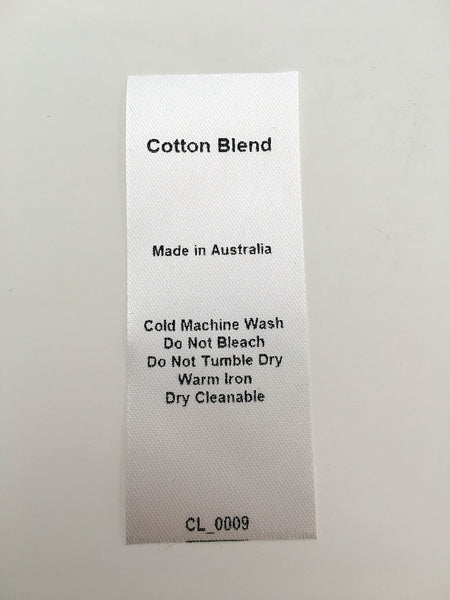 Cotton Blend
Made in Australia
Cold Machine Wash
Do Not Bleach
Do Not Tumble Dry
Warm Iron
Dry Cleanable
CL_0009